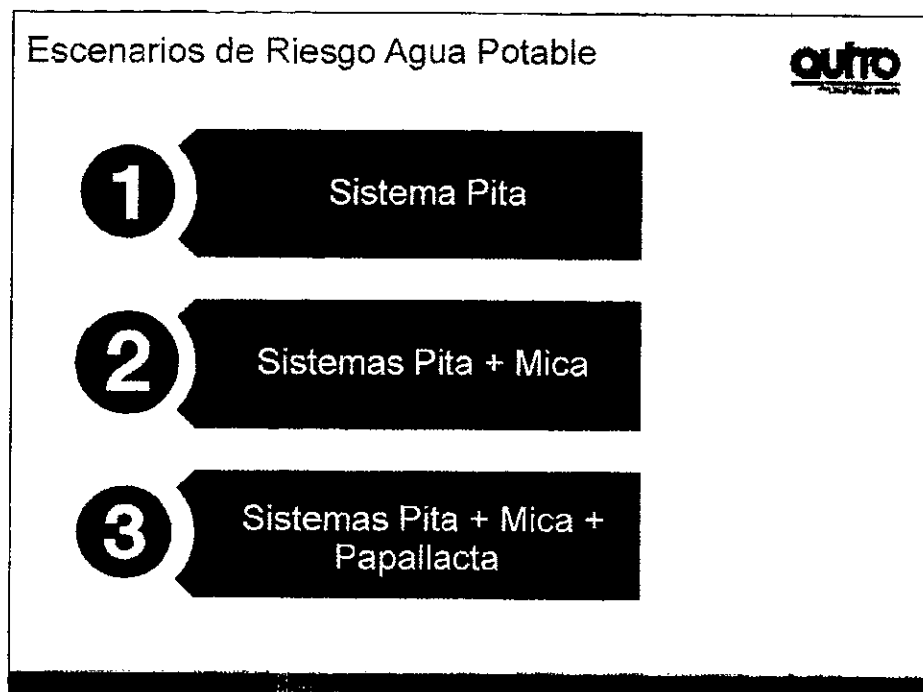 Escenarios de Riesgo Agua Potable
QUITO
1
Sistema Pita
2
Sistemas Pita + Mica
3
Sistemas Pita + Mica +
Papallacta